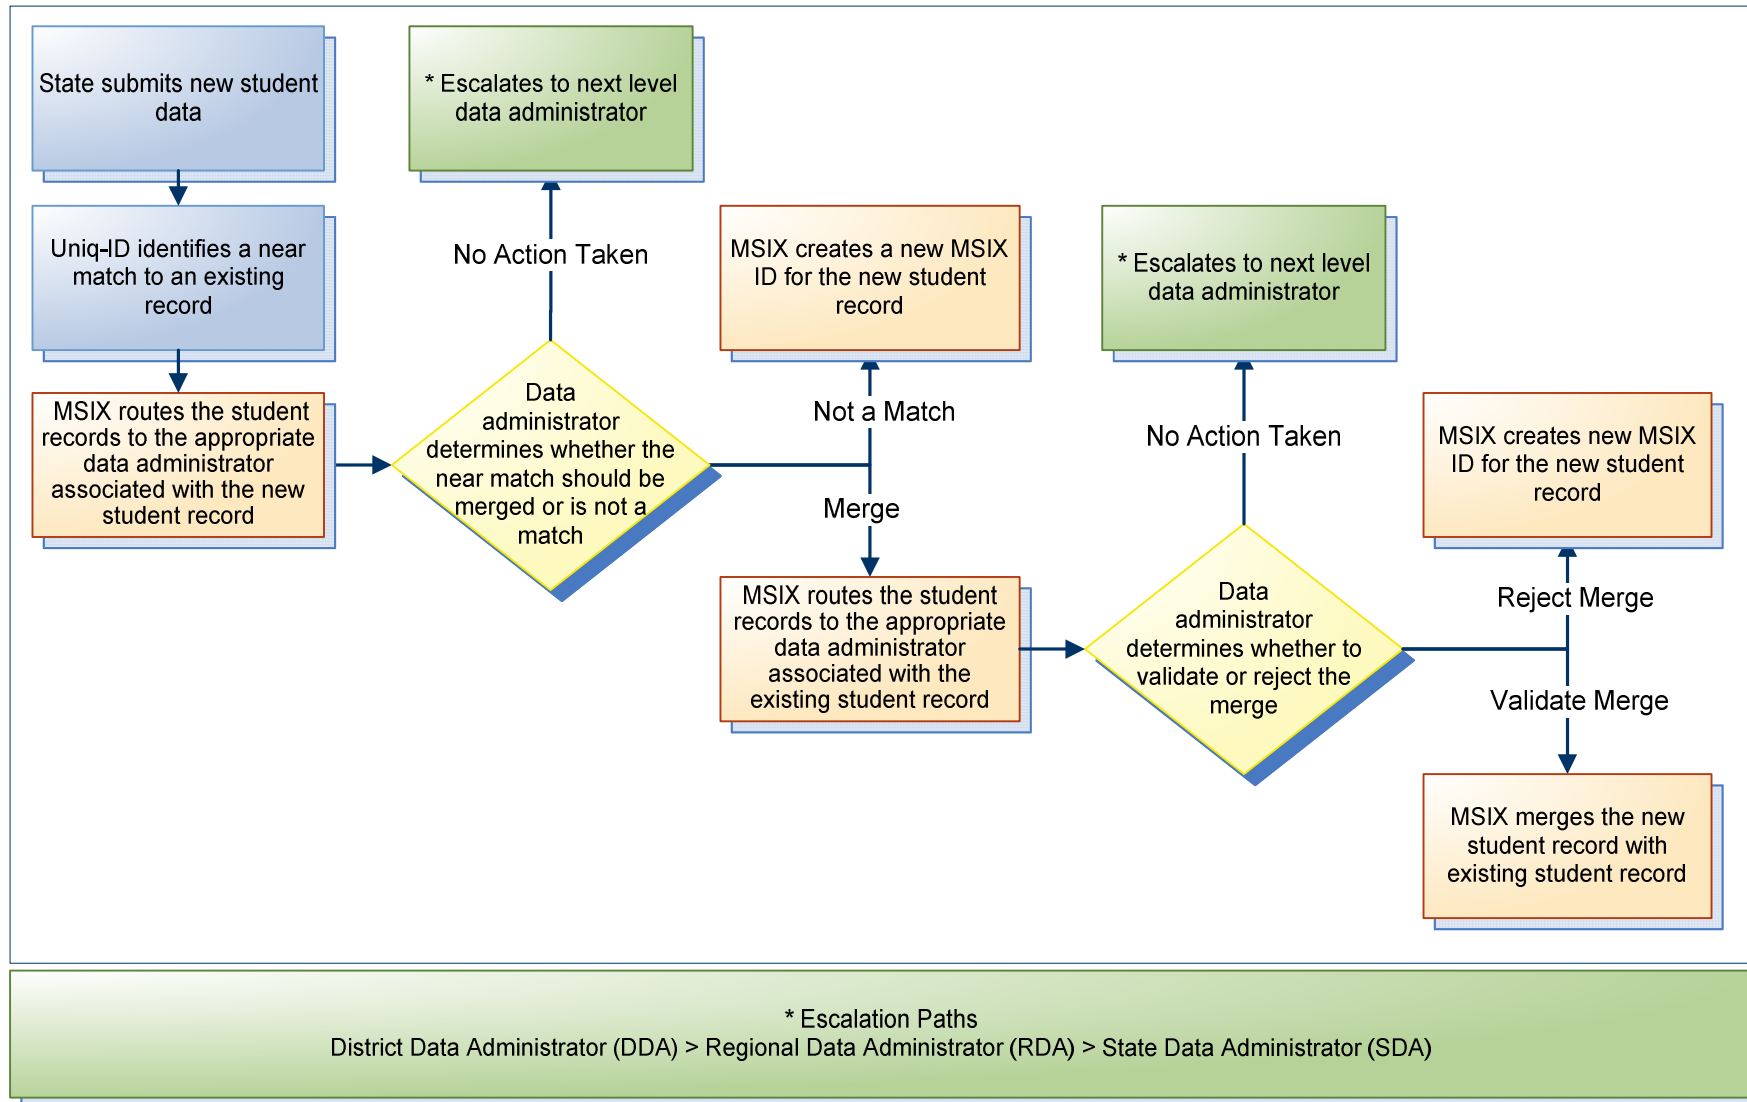 State submits new student
data
* Escalates to next level
data administrator
Uniq-ID identifies a near
match to an existing
record
No Action Taken
MSIX creates a new MSIX
ID for the new student
record
* Escalates to next level
data administrator
MSIX routes the student
records to the appropriate
data administrator
associated with the new
student record
Data
administrator
determines whether the
near match should be
merged or is not a
match
Not a Match
Merge
No Action Taken
MSIX creates new MSIX
ID for the new student
record
MSIX routes the student
records to the appropriate
data administrator
associated with the
existing student record
Data
administrator
determines whether to
validate or reject the
merge
Reject Merge
Validate Merge
MSIX merges the new
student record with
existing student record
* Escalation Paths
District Data Administrator (DDA) > Regional Data Administrator (RDA) > State Data Administrator (SDA)